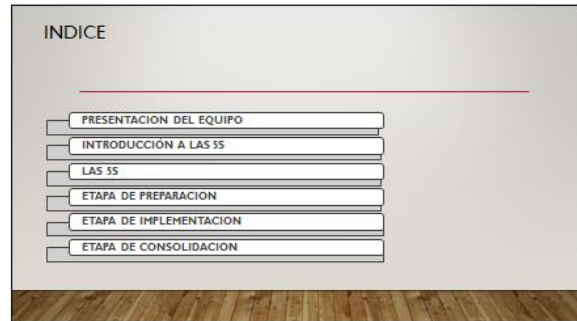 INDICE
PRESENTACION DEL EQUIPO
INTRODUCCIÓN A LAS 5S
LAS 5S
ETAPA DE PREPARACION
ETAPA DE IMPLEMENTACION
ETAPA DE CONSOLIDACION